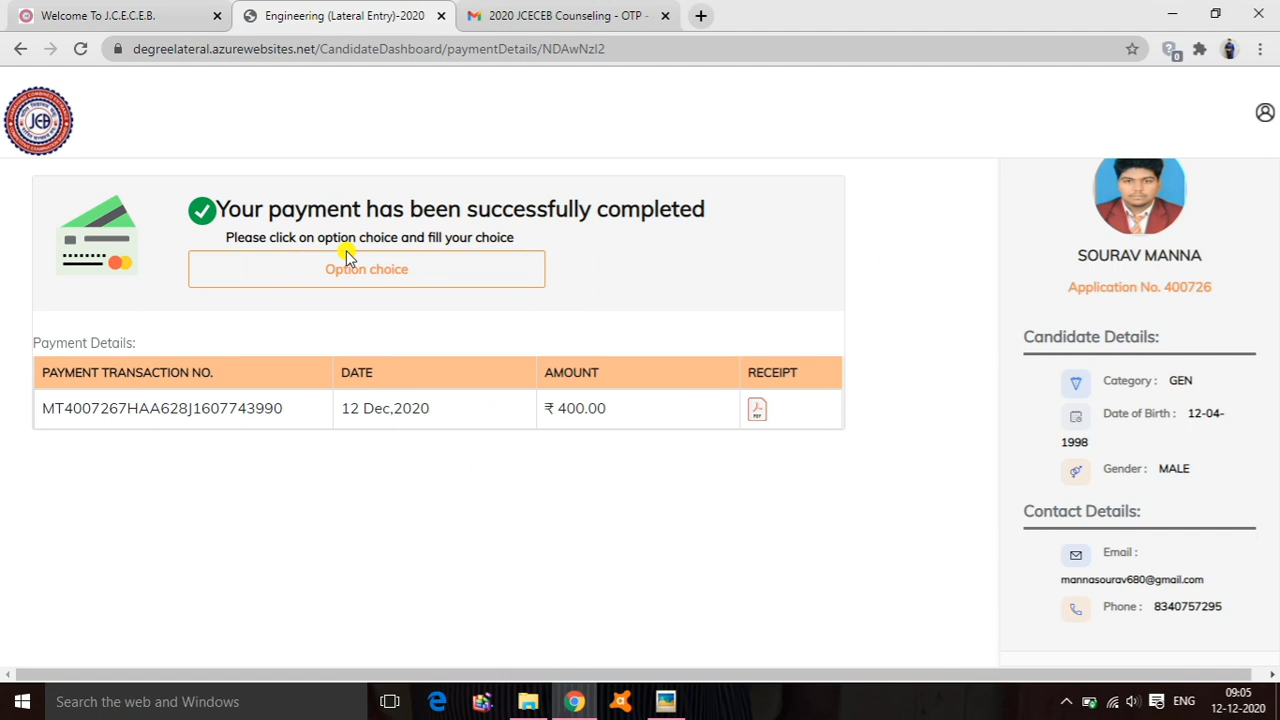 Welcome To J.C.E.C.E.B.
Engineering (Lateral Entry)-2020
2020 JCECEB Counseling - OTP -
degreelateral.azurewebsites.net/CandidateDashboard/paymentDetails/NDAwNzI2
0
JCEB
Your payment has been successfully completed
Please click on option choice and fill your choice
Option choice
Payment Details:
PAYMENT TRANSACTION NO. DATE AMOUNT RECEIPT
MT4007267HAA628J1607743990 12 Dec,2020 ₹ 400.00 PDF
SOURAV MANNA
Application No. 400726
Candidate Details:
Category : GEN
Date of Birth : 12-04-
1998
Gender : MALE
Contact Details:
Email :
mannasourav680@gmail.com
Phone : 8340757295
Search the web and Windows
ENG
09:05
12-12-2020